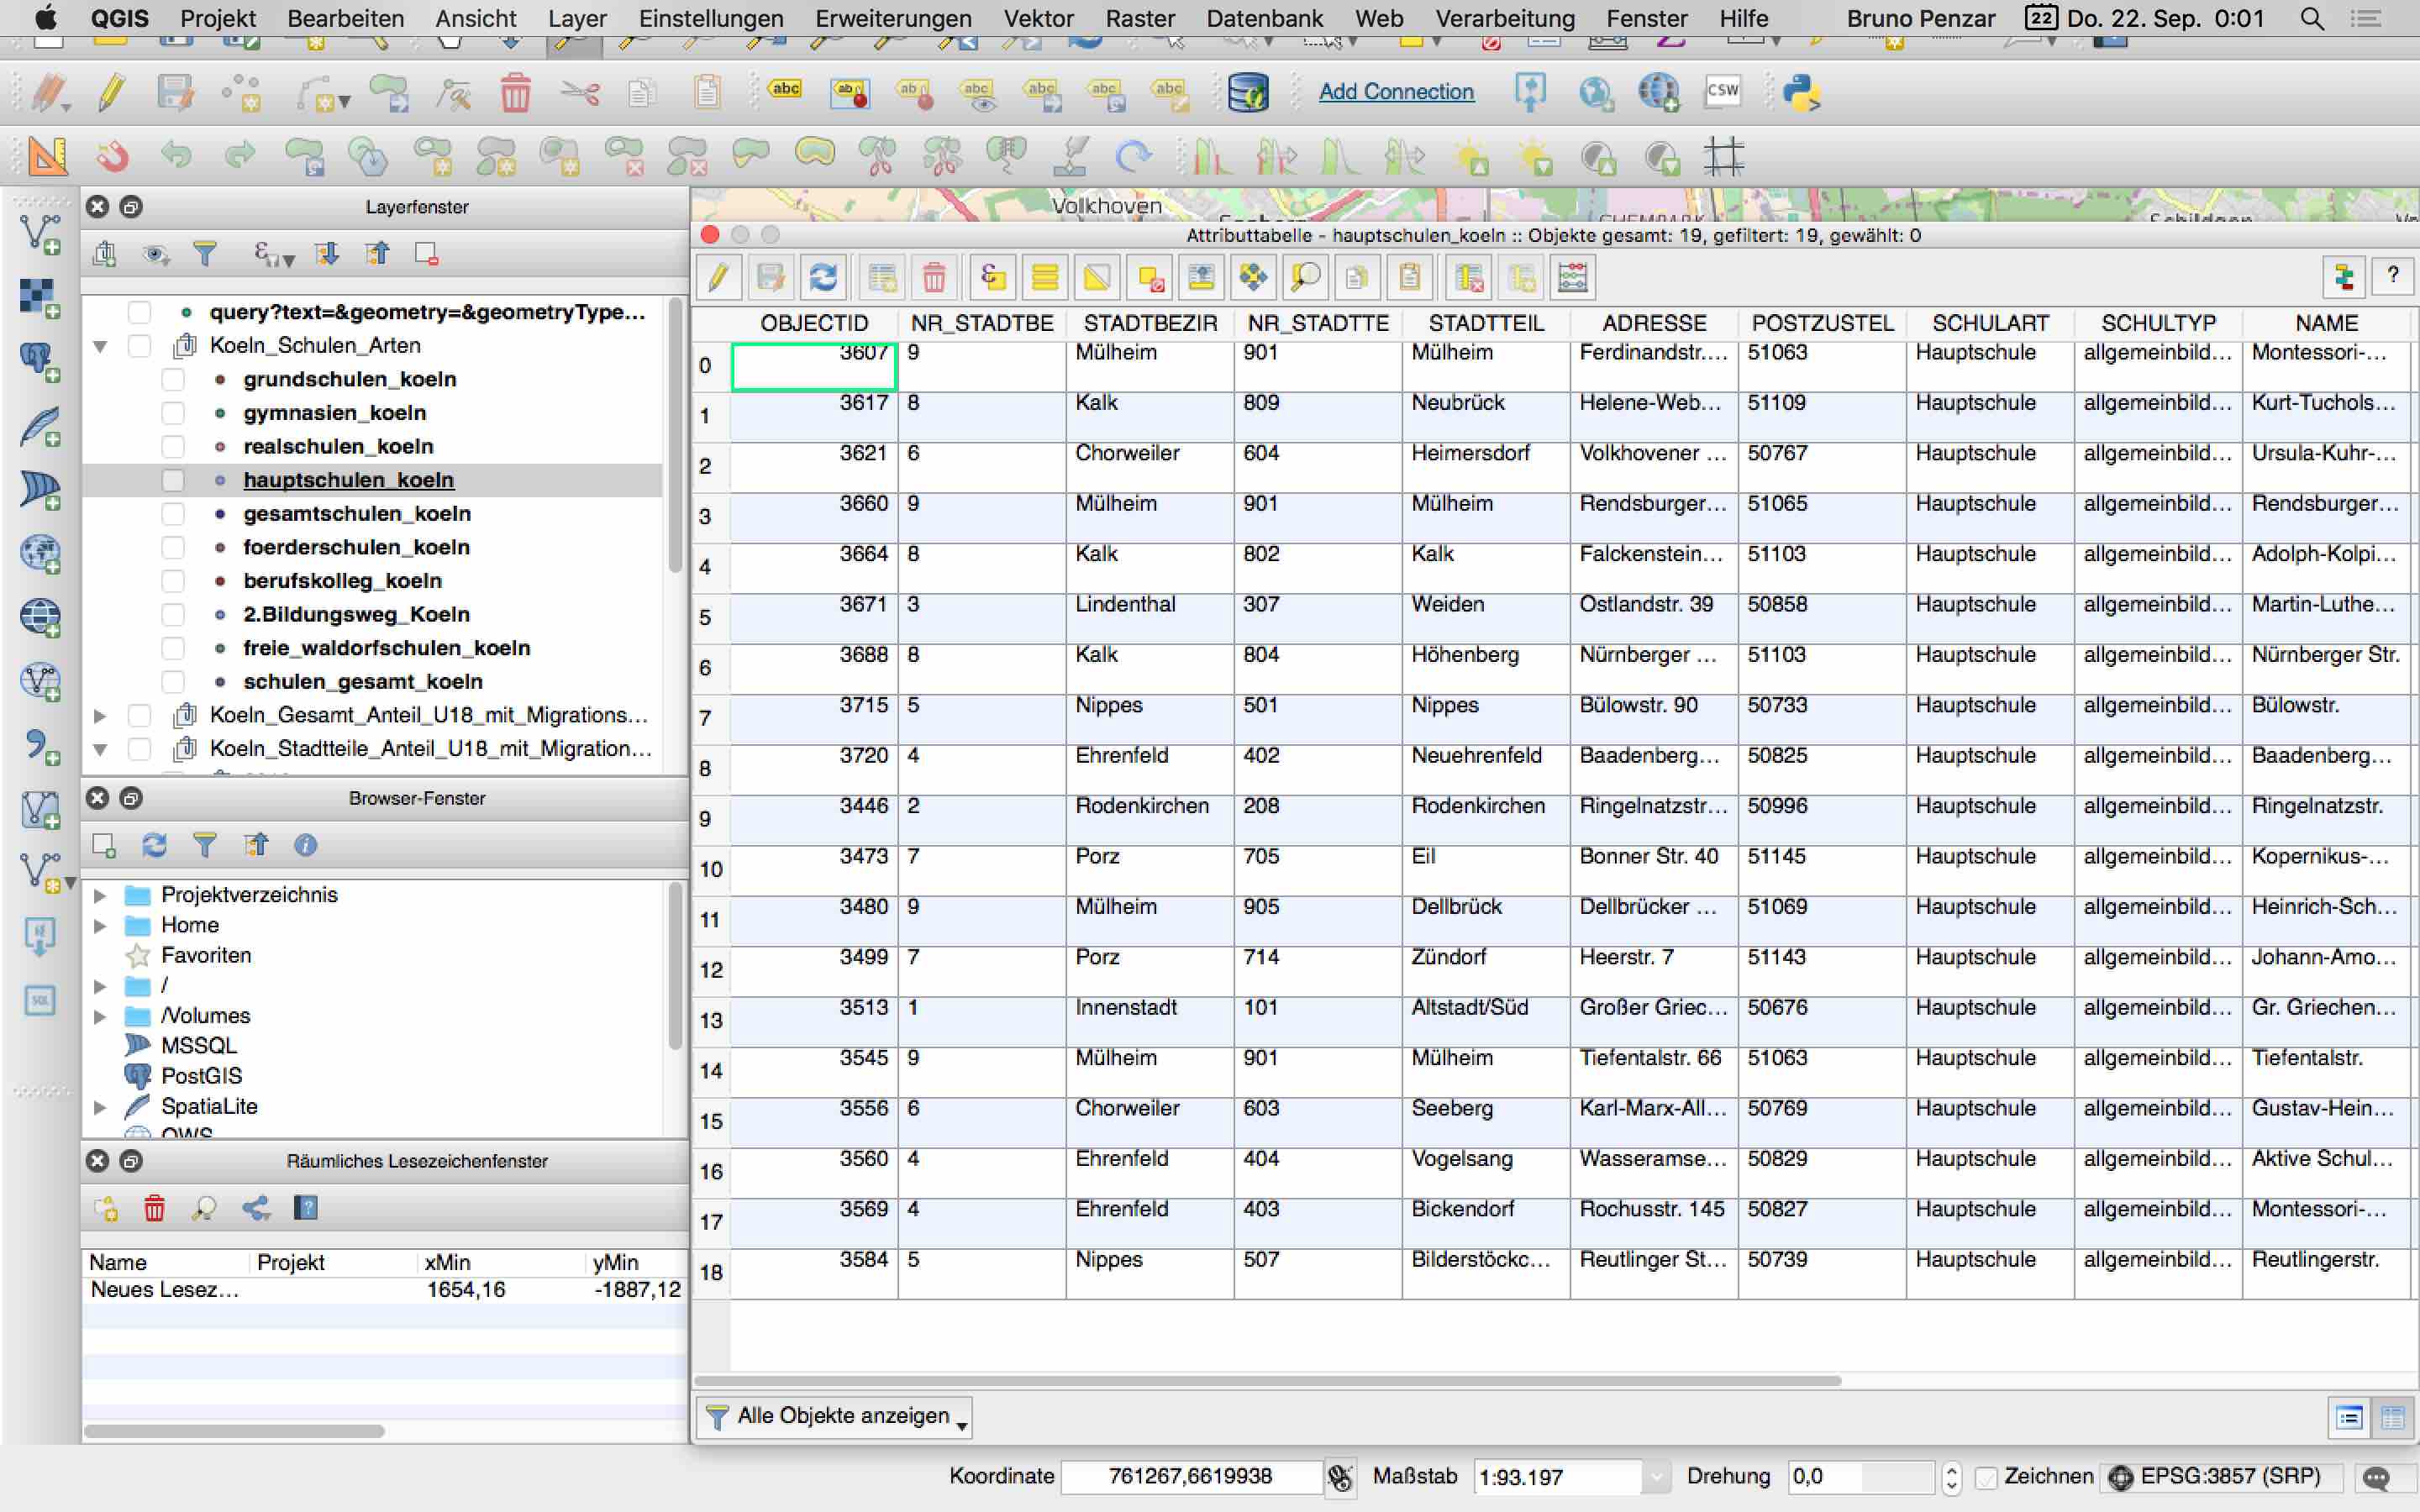 QGIS Projekt Bearbeiten Ansicht Layer Einstellungen Erweiterungen Vektor Raster Datenbank Web Verarbeitung Fenster Hilfe Bruno Penzar 22 Do. 22. Sep. 0:01
abc abc abc abc abc abc Add Connection CSW
Layerfenster
query?text=&geometry=&geometryType...
Koeln_Schulen_Arten
grundschulen_koeln
gymnasien_koeln
realschulen_koeln
hauptschulen_koeln
gesamtschulen_koeln
foerderschulen_koeln
berufskolleg_koeln
2.Bildungsweg_Koeln
freie_waldorfschulen_koeln
schulen_gesamt_koeln
Koeln_Gesamt_Anteil_U18_mit_Migrations...
Koeln_Stadtteile_Anteil_U18_mit_Migration...
Browser-Fenster
Projektverzeichnis
Home
Favoriten
/
/Volumes
MSSQL
PostGIS
SpatiaLite
OWS
SQL
Räumliches Lesezeichenfenster
Name Projekt xMin yMin
Neues Lesez... 1654,16 -1887,12
Volkhoven
Attributtabelle - hauptschulen_koeln :: Objekte gesamt: 19, gefiltert: 19, gewählt: 0
?
OBJECTID NR_STADTBE STADTBEZIR NR_STADTTE STADTTEIL ADRESSE POSTZUSTEL SCHULART SCHULTYP NAME
0 3607 9 Mülheim 901 Mülheim Ferdinandstr.... 51063 Hauptschule allgemeinbild... Montessori-...
1 3617 8 Kalk 809 Neubrück Helene-Web... 51109 Hauptschule allgemeinbild... Kurt-Tuchols...
2 3621 6 Chorweiler 604 Heimersdorf Volkhovener ... 50767 Hauptschule allgemeinbild... Ursula-Kuhr-...
3 3660 9 Mülheim 901 Mülheim Rendsburger... 51065 Hauptschule allgemeinbild... Rendsburger...
4 3664 8 Kalk 802 Kalk Falckenstein... 51103 Hauptschule allgemeinbild... Adolph-Kolpi...
5 3671 3 Lindenthal 307 Weiden Ostlandstr. 39 50858 Hauptschule allgemeinbild... Martin-Luthe...
6 3688 8 Kalk 804 Höhenberg Nürnberger ... 51103 Hauptschule allgemeinbild... Nürnberger Str.
7 3715 5 Nippes 501 Nippes Bülowstr. 90 50733 Hauptschule allgemeinbild... Bülowstr.
8 3720 4 Ehrenfeld 402 Neuehrenfeld Baadenberg... 50825 Hauptschule allgemeinbild... Baadenberg...
9 3446 2 Rodenkirchen 208 Rodenkirchen Ringelnatzstr... 50996 Hauptschule allgemeinbild... Ringelnatzstr.
10 3473 7 Porz 705 Eil Bonner Str. 40 51145 Hauptschule allgemeinbild... Kopernikus-...
11 3480 9 Mülheim 905 Dellbrück Dellbrücker ... 51069 Hauptschule allgemeinbild... Heinrich-Sch...
12 3499 7 Porz 714 Zündorf Heerstr. 7 51143 Hauptschule allgemeinbild... Johann-Amo...
13 3513 1 Innenstadt 101 Altstadt/Süd Großer Griec... 50676 Hauptschule allgemeinbild... Gr. Griechen...
14 3545 9 Mülheim 901 Mülheim Tiefentalstr. 66 51063 Hauptschule allgemeinbild... Tiefentalstr.
15 3556 6 Chorweiler 603 Seeberg Karl-Marx-All... 50769 Hauptschule allgemeinbild... Gustav-Hein...
16 3560 4 Ehrenfeld 404 Vogelsang Wasseramse... 50829 Hauptschule allgemeinbild... Aktive Schul...
17 3569 4 Ehrenfeld 403 Bickendorf Rochusstr. 145 50827 Hauptschule allgemeinbild... Montessori-...
18 3584 5 Nippes 507 Bilderstöckc... Reutlinger St... 50739 Hauptschule allgemeinbild... Reutlingerstr.
Alle Objekte anzeigen
Koordinate 761267,6619938 Maßstab 1:93.197 Drehung 0,0 Zeichnen EPSG:3857 (SRP)